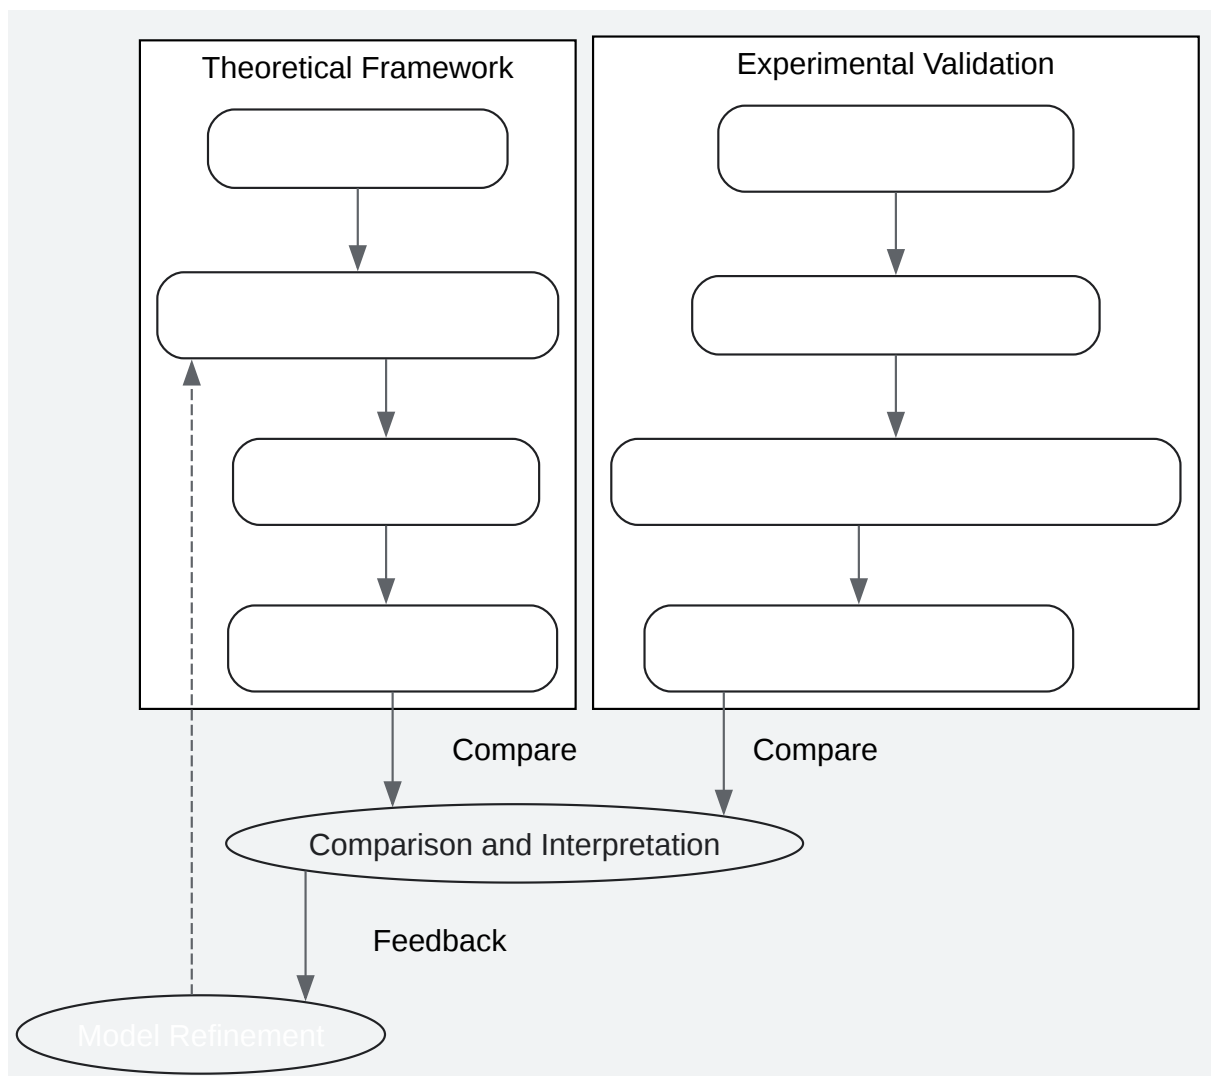 Theoretical Framework
Experimental Validation
Compare
Compare
Comparison and Interpretation
Feedback
Model Refinement